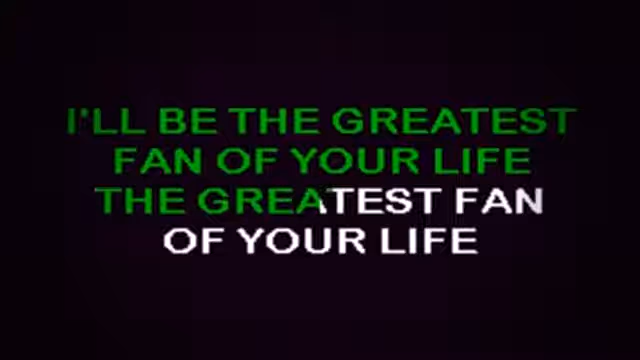 I'LL BE THE GREATEST
FAN OF YOUR LIFE
THE GREATEST FAN
OF YOUR LIFE